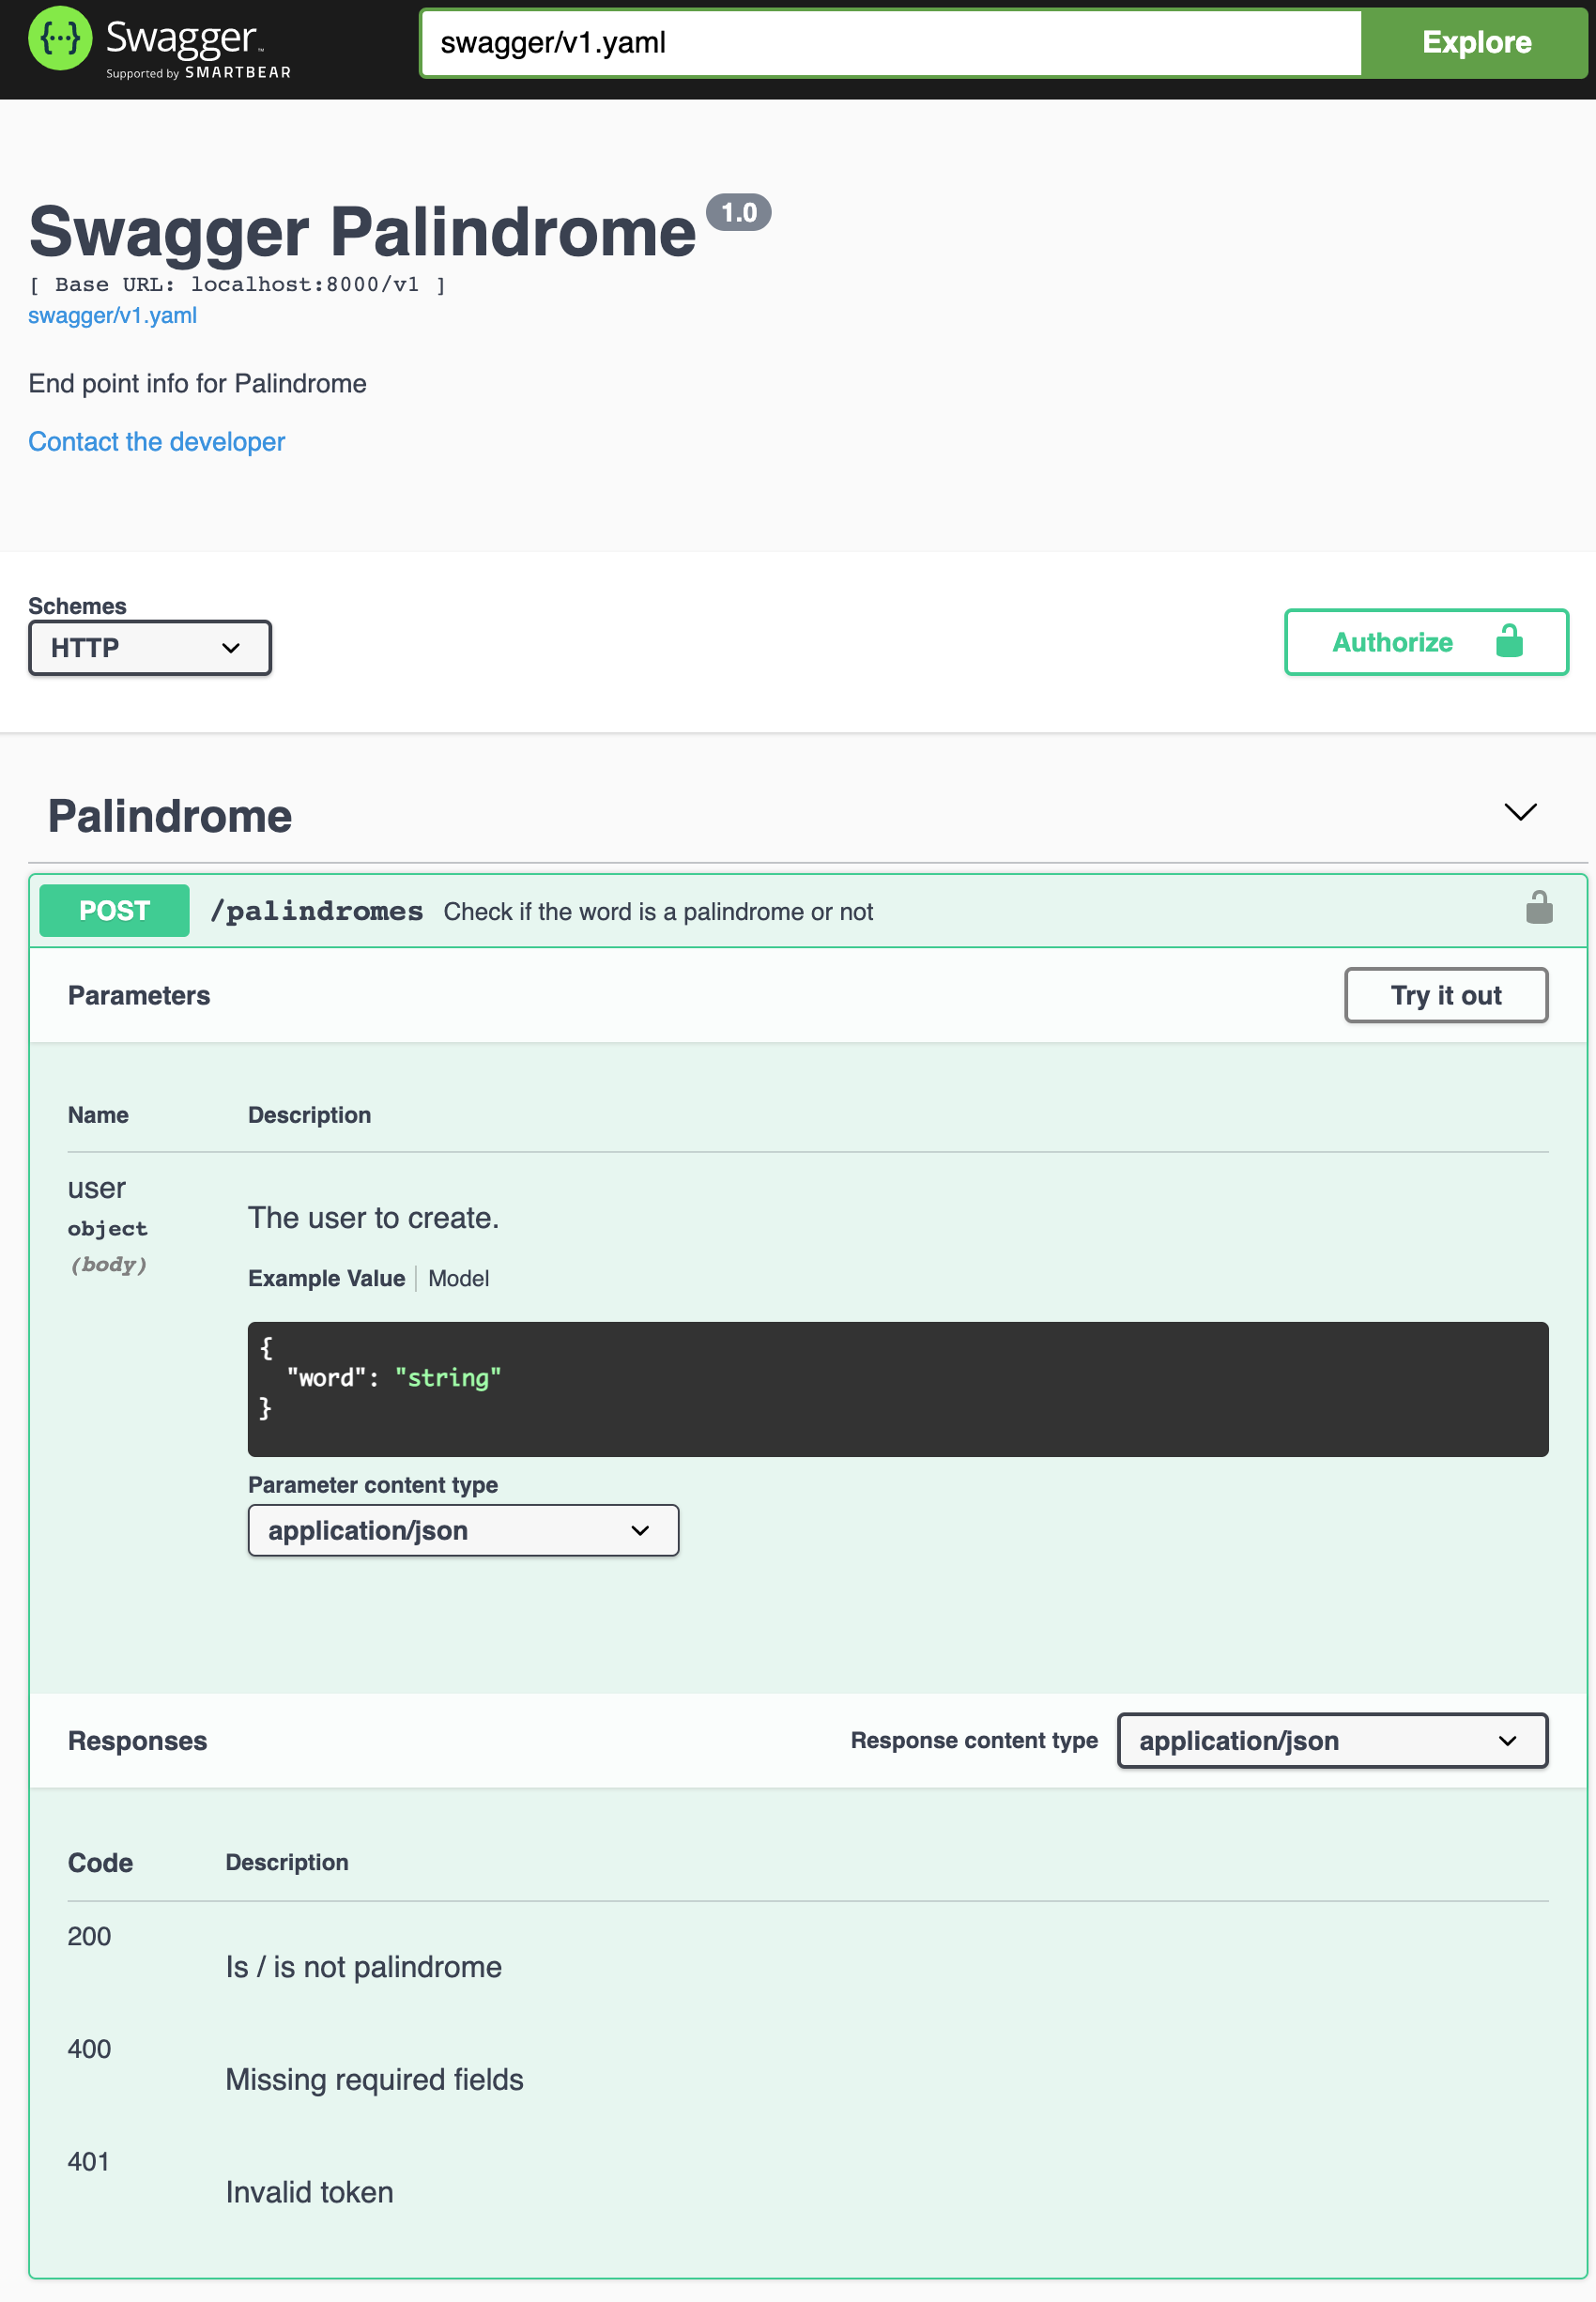 {···} Swagger™
Supported by SMARTBEAR
swagger/v1.yaml
Explore
Swagger Palindrome 1.0
[ Base URL: localhost:8000/v1 ]
swagger/v1.yaml
End point info for Palindrome
Contact the developer
Schemes
HTTP
Authorize
Palindrome
POST /palindromes Check if the word is a palindrome or not
Parameters
Try it out
Name Description
user
object
(body)
The user to create.
Example Value Model
{
"word": "string"
}
Parameter content type
application/json
Responses
Response content type application/json
Code Description
200
Is / is not palindrome
400
Missing required fields
401
Invalid token